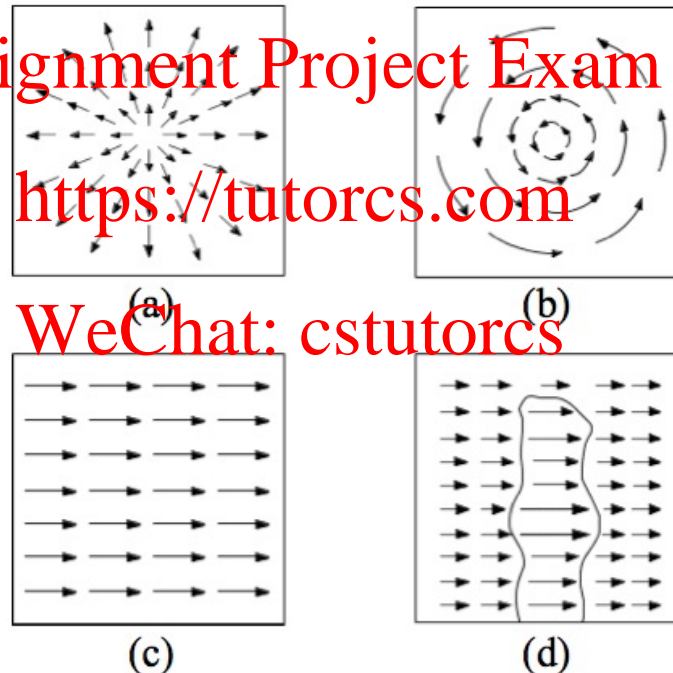 ignment Project Exam
https://tutorcs.com
(a) (b)
WeChat: cstutorcs
(c) (d)